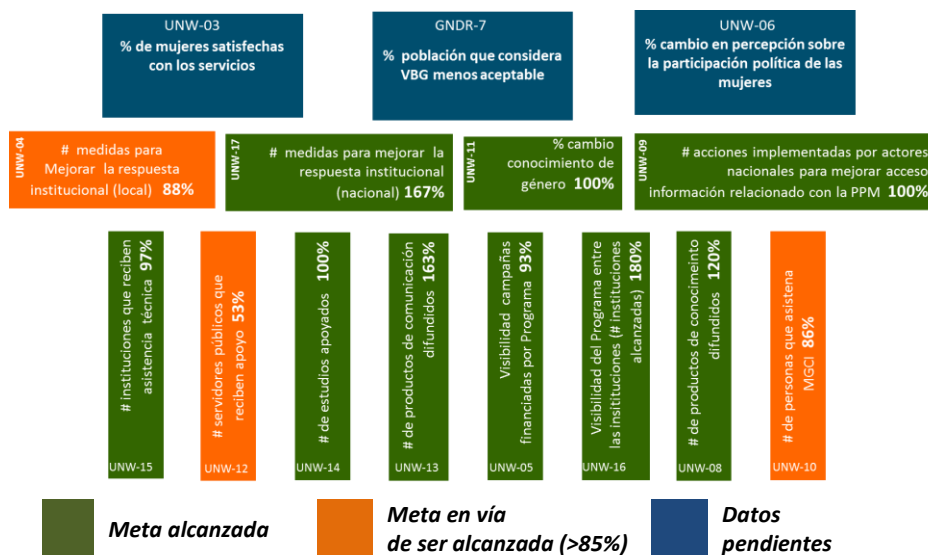 UNW-03
% de mujeres satisfechas
con los servicios
GNDR-7
% población que considera
VBG menos aceptable
UNW-06
% cambio en percepción sobre
la participación política de las
mujeres
UNW-04
# medidas para
Mejorar la respuesta
institucional (local) 88%
UNW-17
# medidas para mejorar la
respuesta institucional
(nacional) 167%
UNW-11
% cambio
conocimiento de
género 100%
UNW-09
# acciones implementadas por actores
nacionales para mejorar acceso
información relacionado con la PPM 100%
# instituciones que reciben
asistencia técnica 97%
UNW-15
# servidores públicos que
reciben apoyo 53%
UNW-12
# de estudios apoyados 100%
UNW-14
# de productos de comunicación
difundidos 163%
UNW-13
Visibilidad campañas
financiadas por Programa 93%
UNW-05
Visibilidad del Programa entre
las insitituciones (# instituciones
alcanzadas) 180%
UNW-16
# de productos de conocimeinto
difundidos 120%
UNW-08
# de personas que asistena
MGCI 86%
UNW-10
Meta alcanzada
Meta en vía
de ser alcanzada (>85%)
Datos
pendientes